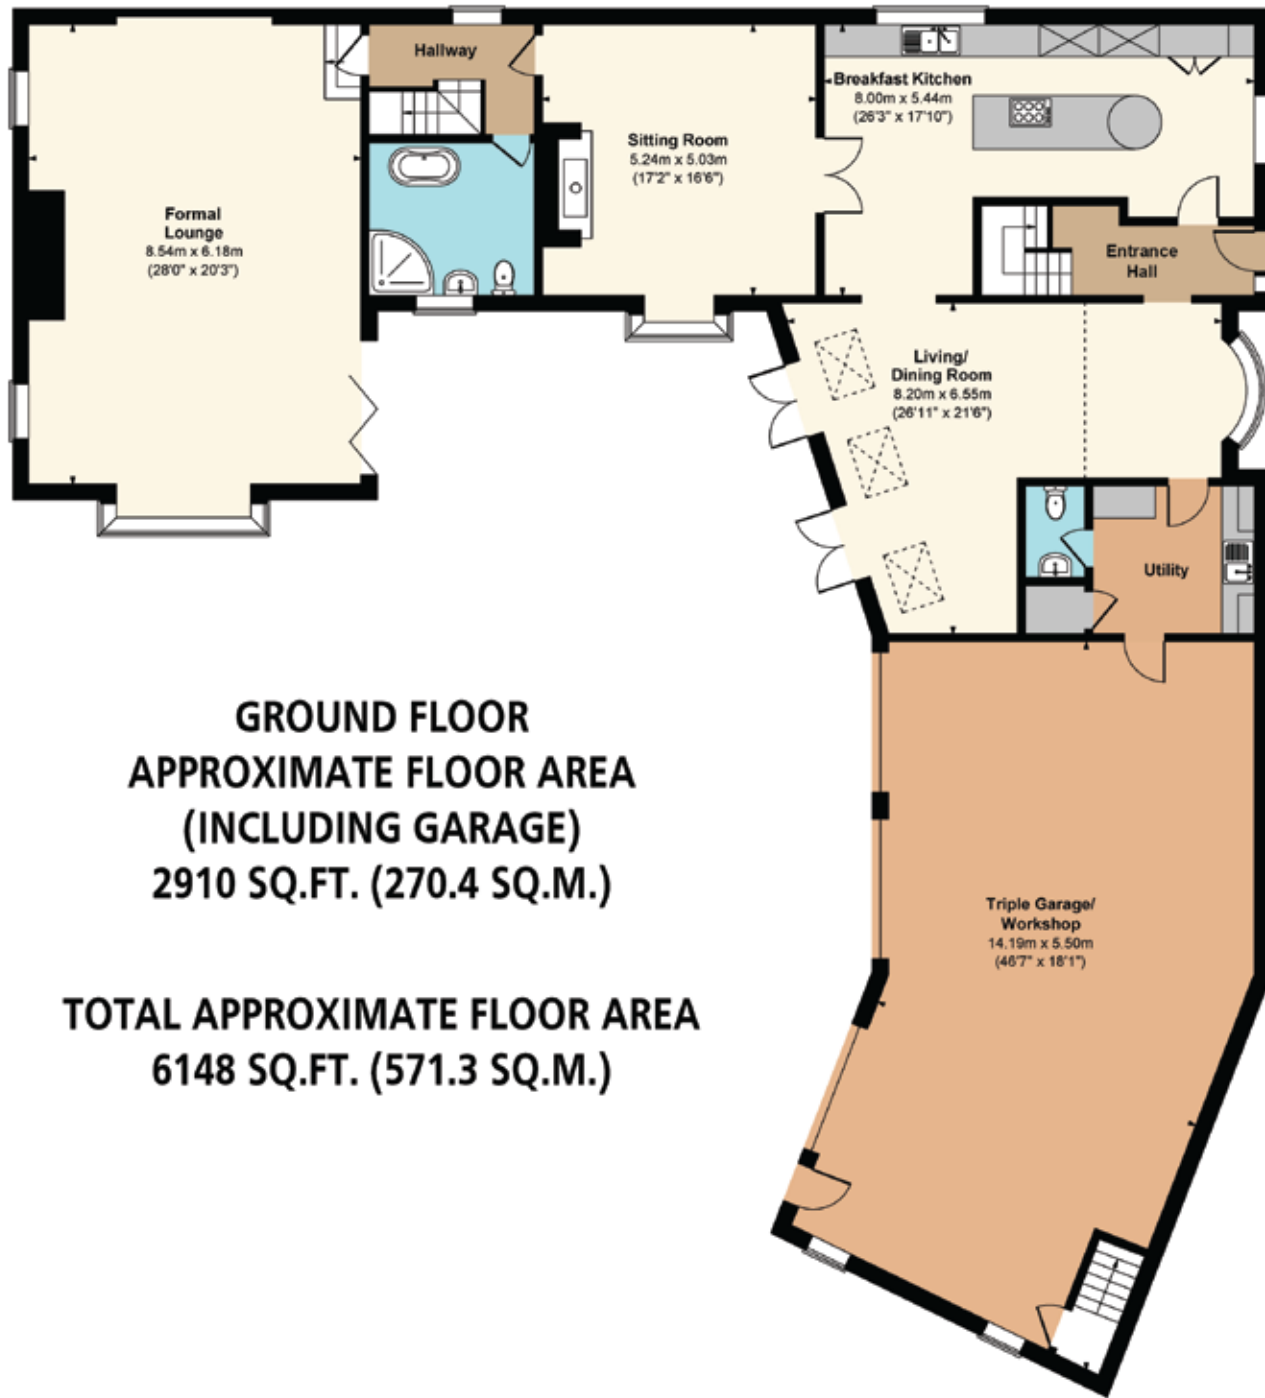 Hallway
Breakfast Kitchen
8.00m x 5.44m
(26'3" x 17'10")
Sitting Room
5.24m x 5.03m
(17'2" x 16'6")
Formal
Lounge
8.54m x 6.18m
(28'0" x 20'3")
Entrance
Hall
Living/
Dining Room
8.20m x 6.55m
(26'11" x 21'6")
Utility
GROUND FLOOR
APPROXIMATE FLOOR AREA
(INCLUDING GARAGE)
2910 SQ.FT. (270.4 SQ.M.)
Triple Garage/
Workshop
14.19m x 5.50m
(46'7" x 18'1")
TOTAL APPROXIMATE FLOOR AREA
6148 SQ.FT. (571.3 SQ.M.)